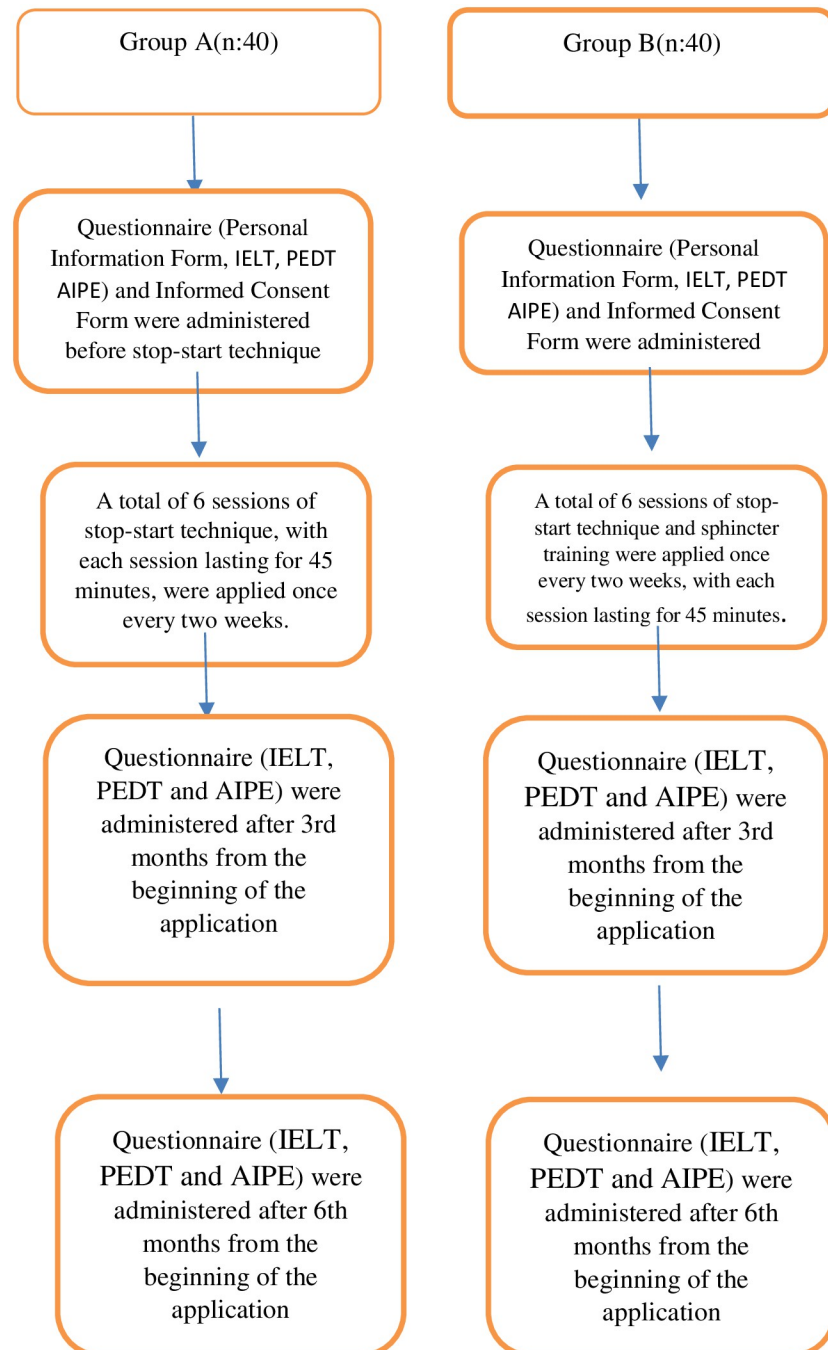 Group A(n:40)
Questionnaire (Personal
Information Form, IELT, PEDT
AIPE) and Informed Consent
Form were administered
before stop-start technique
A total of 6 sessions of
stop-start technique, with
each session lasting for 45
minutes, were applied once
every two weeks.
Questionnaire (IELT,
PEDT and AIPE) were
administered after 3rd
months from the
beginning of the
application
Questionnaire (IELT,
PEDT and AIPE) were
administered after 6th
months from the
beginning of the
application
Group B(n:40)
Questionnaire (Personal
Information Form, IELT, PEDT
AIPE) and Informed Consent
Form were administered
A total of 6 sessions of stop-
start technique and sphincter
training were applied once
every two weeks, with each
session lasting for 45 minutes.
Questionnaire (IELT,
PEDT and AIPE) were
administered after 3rd
months from the
beginning of the
application
Questionnaire (IELT,
PEDT and AIPE) were
administered after 6th
months from the
beginning of the
application